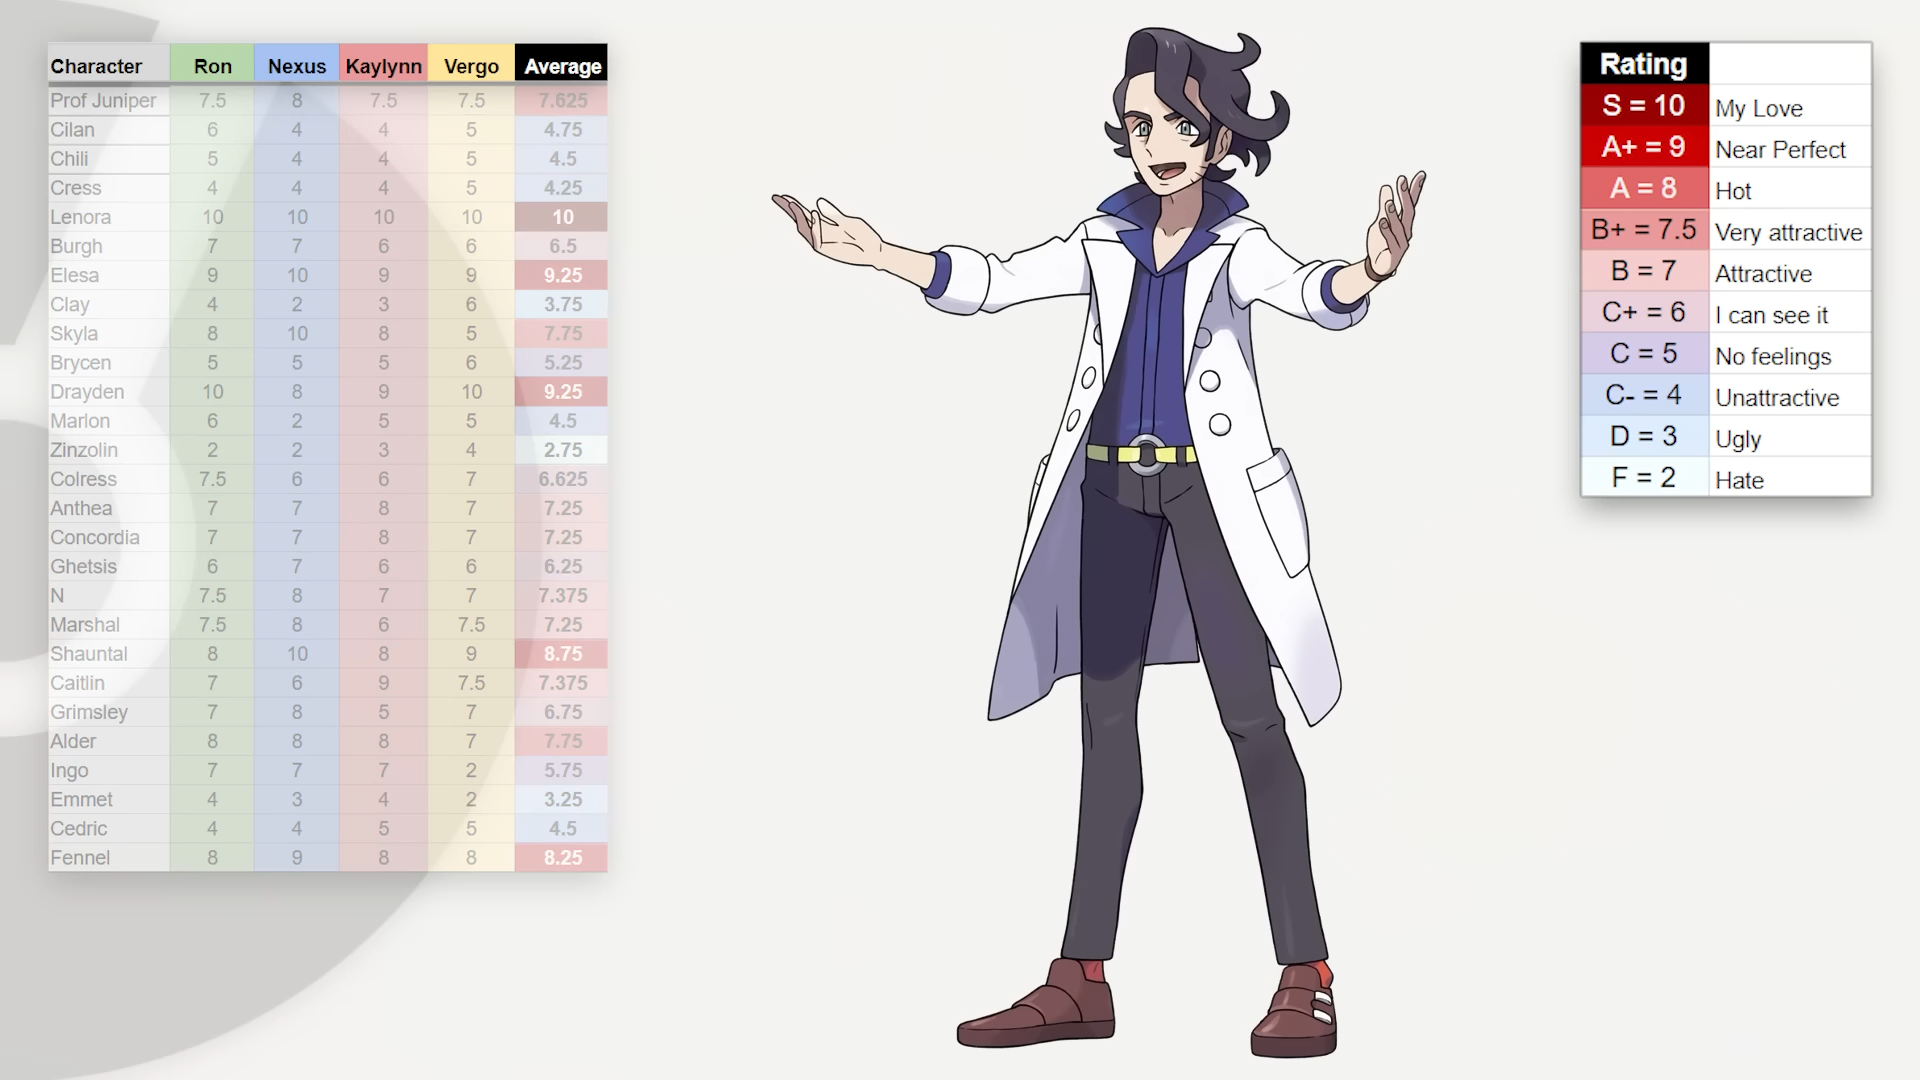 Character Ron Nexus Kaylynn Vergo Average
Prof Juniper 7.5 8 7.5 7.5 7.625
Cilan 6 4 4 5 4.75
Chili 5 4 4 5 4.5
Cress 4 4 4 5 4.25
Lenora 10 10 10 10 10
Burgh 7 7 6 6 6.5
Elesa 9 10 9 9 9.25
Clay 4 2 3 6 3.75
Skyla 8 10 8 5 7.75
Brycen 5 5 5 6 5.25
Drayden 10 8 9 10 9.25
Marlon 6 2 5 5 4.5
Zinzolin 2 2 3 4 2.75
Colress 7.5 6 6 7 6.625
Anthea 7 7 8 7 7.25
Concordia 7 7 8 7 7.25
Ghetsis 6 7 6 6 6.25
N 7.5 8 7 7 7.375
Marshal 7.5 8 6 7.5 7.25
Shauntal 8 10 8 9 8.75
Caitlin 7 6 9 7.5 7.375
Grimsley 7 8 5 7 6.75
Alder 8 8 8 7 7.75
Ingo 7 7 7 2 5.75
Emmet 4 3 4 2 3.25
Cedric 4 4 5 5 4.5
Fennel 8 9 8 8 8.25
Rating
S = 10 My Love
A+ = 9 Near Perfect
A = 8 Hot
B+ = 7.5 Very attractive
B = 7 Attractive
C+ = 6 I can see it
C = 5 No feelings
C- = 4 Unattractive
D = 3 Ugly
F = 2 Hate